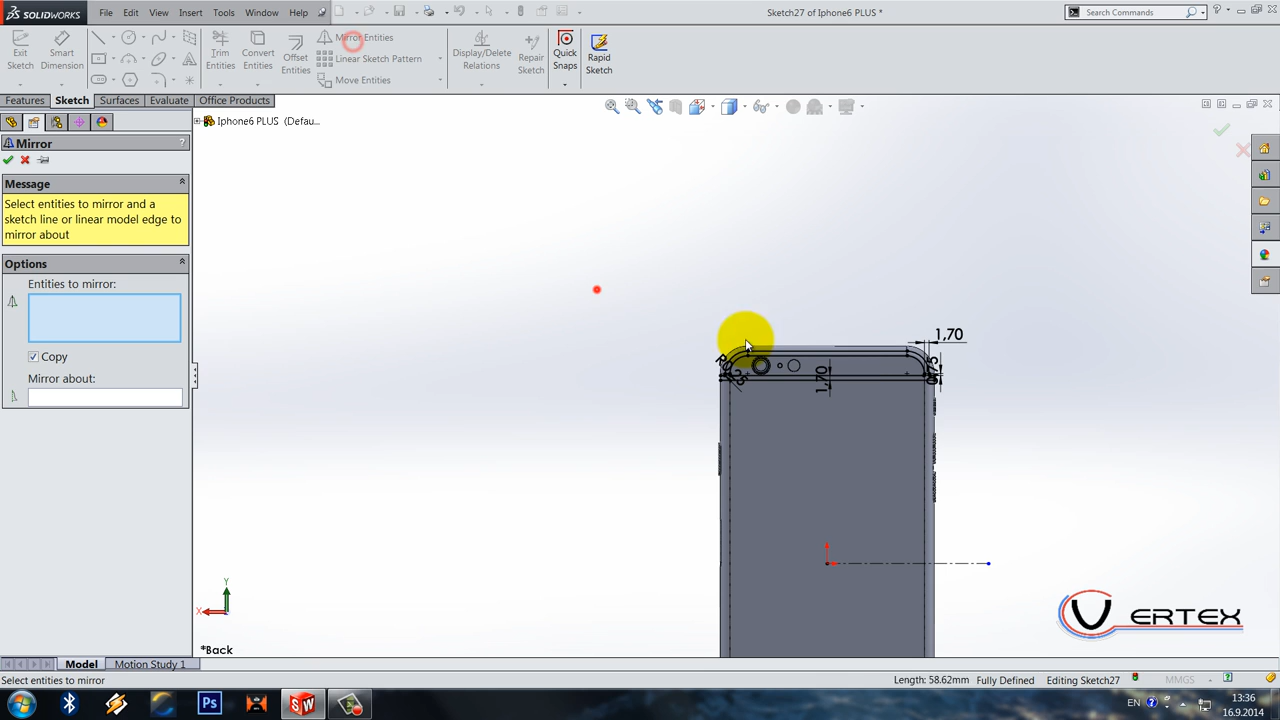 SOLIDWORKS File Edit View Insert Tools Window Help Sketch27 of Iphone6 PLUS * Search Commands
Exit Sketch
Smart Dimension
Trim Entities
Convert Entities
Offset Entities
Mirror Entities
Linear Sketch Pattern
Move Entities
Display/Delete Relations
Repair Sketch
Quick Snaps
Rapid Sketch
Features Sketch Surfaces Evaluate Office Products
Iphone6 PLUS (Defau...
Mirror ?
Message
Select entities to mirror and a
sketch line or linear model edge to
mirror about
Options
Entities to mirror:
Copy
Mirror about:
1,70
1,70
Y
X
*Back
VERTEX
Model Motion Study 1
Select entities to mirror Length: 58.62mm Fully Defined Editing Sketch27 MMGS
Ps SW EN 13:36
16.9.2014